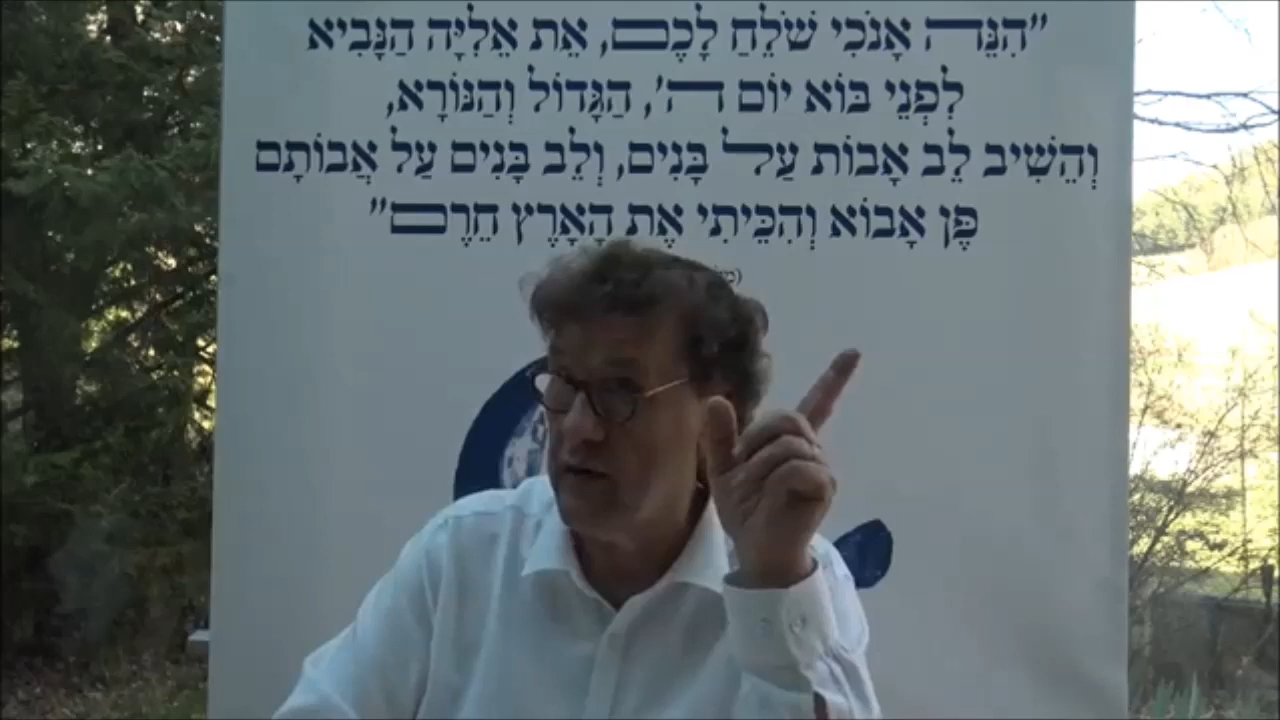 "הִנֵּה אָנֹכִי שֹׁלֵחַ לָכֶם, אֵת אֵלִיָּה הַנָּבִיא
לִפְנֵי בּוֹא יוֹם ה', הַגָּדוֹל וְהַנּוֹרָא,
וְהֵשִׁיב לֵב אָבוֹת עַל בָּנִים, וְלֵב בָּנִים עַל אֲבוֹתָם
פֶּן אָבוֹא וְהִכֵּיתִי אֶת הָאָרֶץ חֵרֶם"